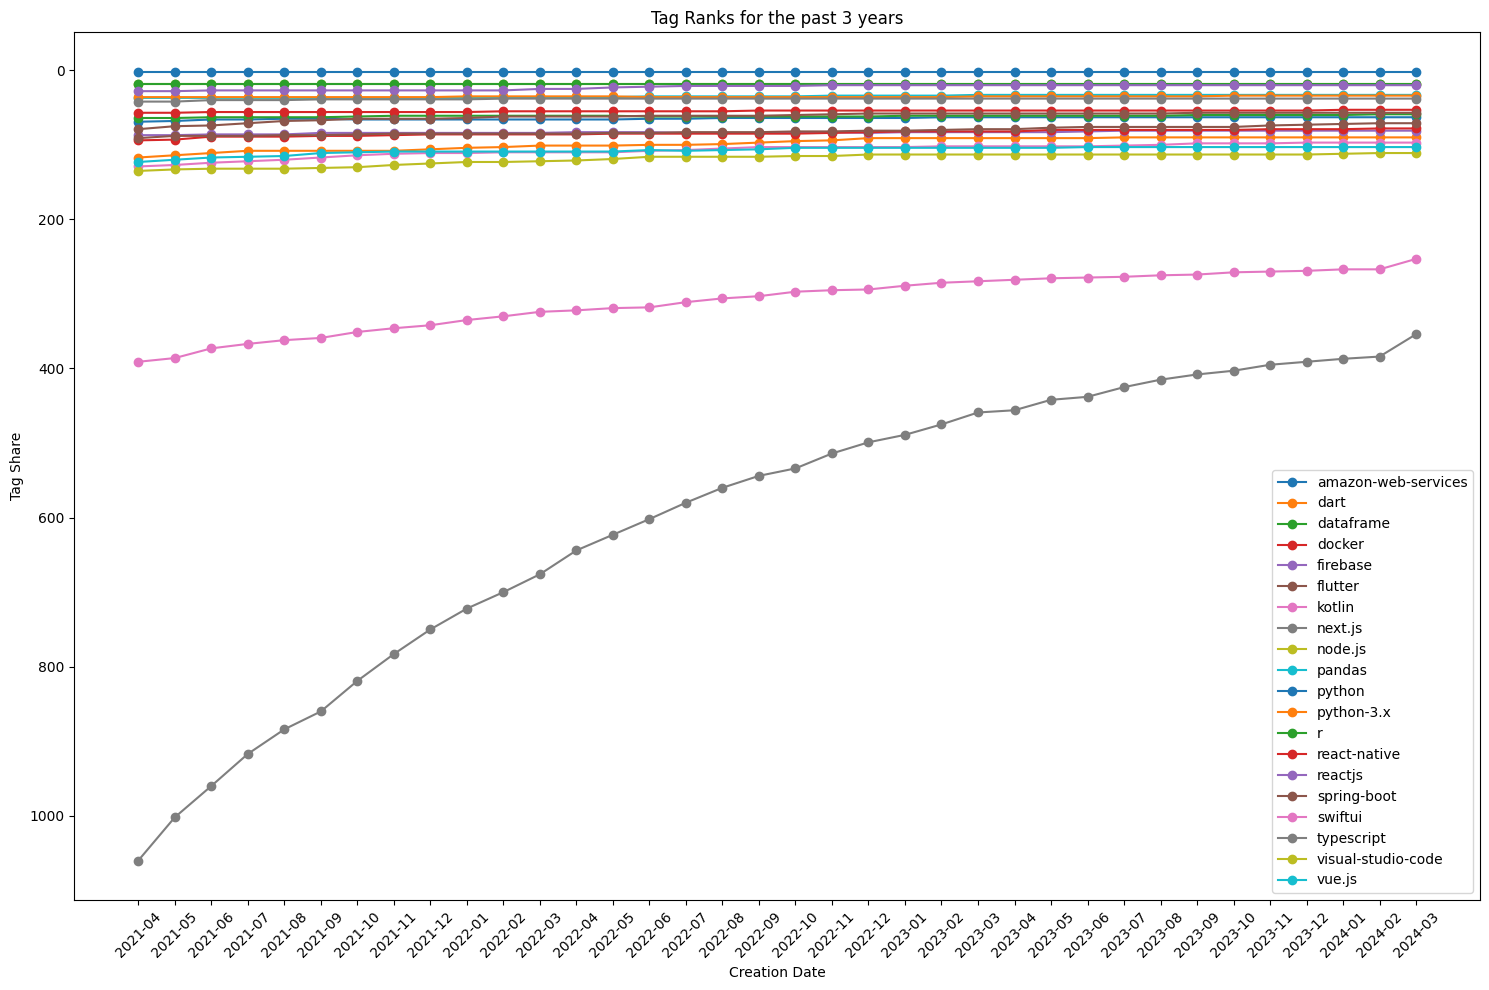 Tag Ranks for the past 3 years
Tag Share
0
200
400
600
800
1000
amazon-web-services
dart
dataframe
docker
firebase
flutter
kotlin
next.js
node.js
pandas
python
python-3.x
r
react-native
reactjs
spring-boot
swiftui
typescript
visual-studio-code
vue.js
2021-04
2021-05
2021-06
2021-07
2021-08
2021-09
2021-10
2021-11
2021-12
2022-01
2022-02
2022-03
2022-04
2022-05
2022-06
2022-07
2022-08
2022-09
2022-10
2022-11
2022-12
2023-01
2023-02
2023-03
2023-04
2023-05
2023-06
2023-07
2023-08
2023-09
2023-10
2023-11
2023-12
2024-01
2024-02
2024-03
Creation Date